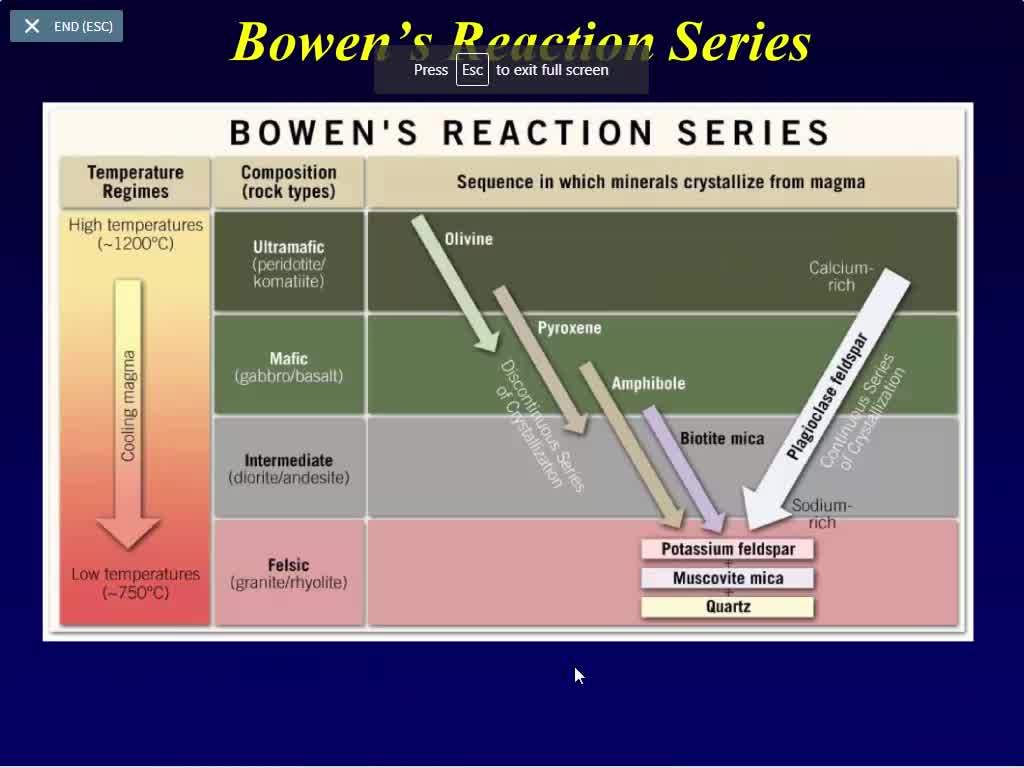 END (ESC)
Bowen's Reaction Series
Press Esc to exit full screen
BOWEN'S REACTION SERIES
Temperature
Regimes
Composition
(rock types)
Sequence in which minerals crystallize from magma
High temperatures
(~1200°C)
Cooling magma
Low temperatures
(~750°C)
Ultramafic
(peridotite/
komatiite)
Mafic
(gabbro/basalt)
Intermediate
(diorite/andesite)
Felsic
(granite/rhyolite)
Olivine
Pyroxene
Amphibole
Biotite mica
Discontinuous Series
of Crystallization
Calcium-
rich
Plagioclase feldspar
Continuous Series
of Crystallization
Sodium-
rich
Potassium feldspar
+
Muscovite mica
+
Quartz